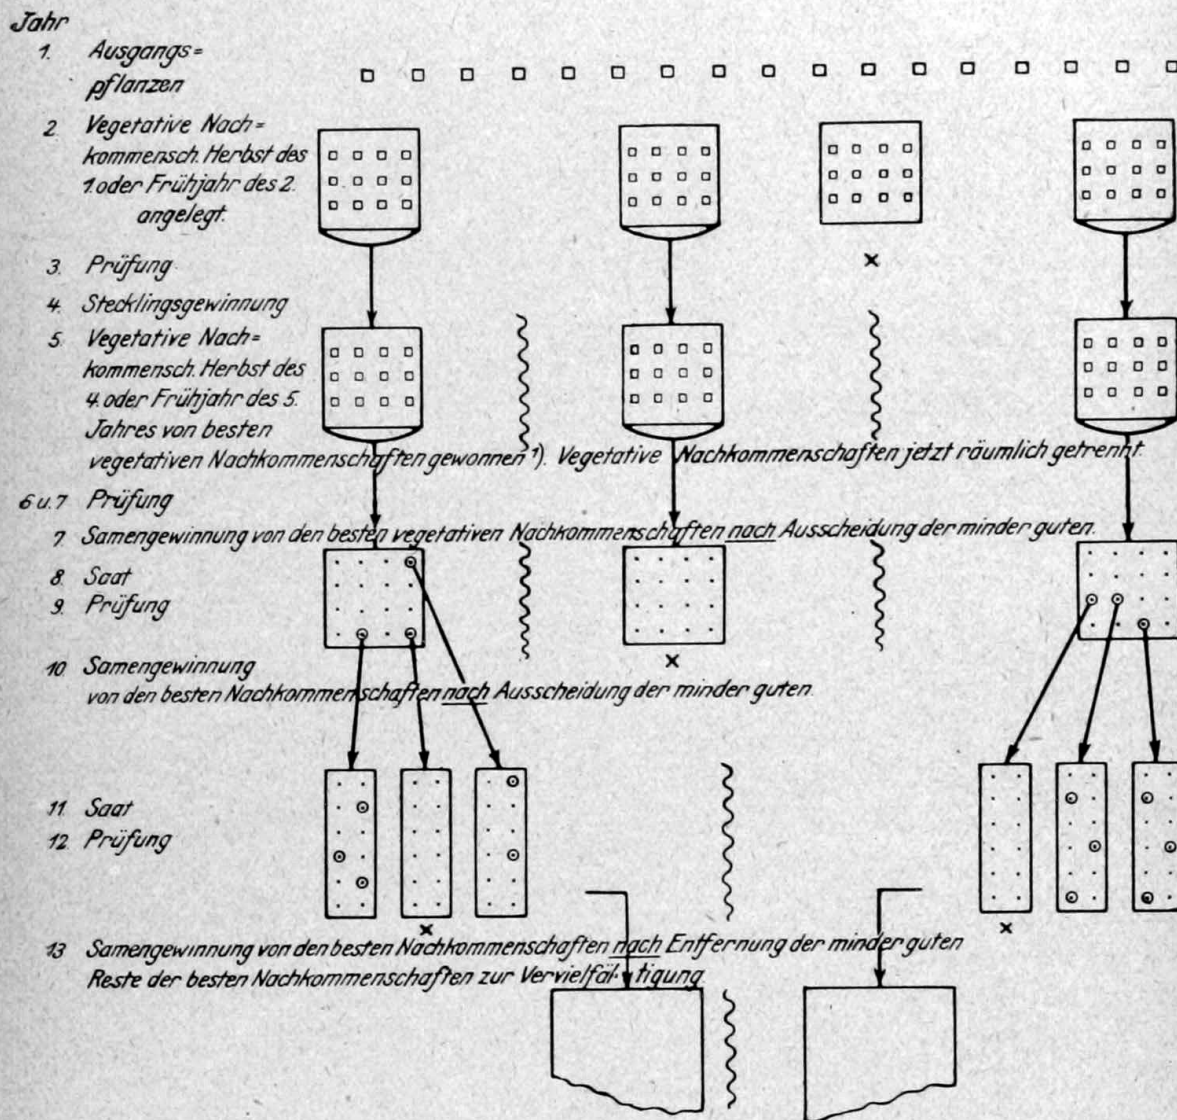 Jahr
1. Ausgangs=
pflanzen
2. Vegetative Nach=
kommensch. Herbst des
1. oder Frühjahr des 2.
angelegt.
3. Prüfung
×
4. Stecklingsgewinnung
5. Vegetative Nach=
kommensch. Herbst des
4. oder Frühjahr des 5.
Jahres von besten
vegetativen Nachkommenschaften gewonnen ¹). Vegetative Nachkommenschaften jetzt räumlich getrennt.
6 u. 7 Prüfung
7. Samengewinnung von den besten vegetativen Nachkommenschaften nach Ausscheidung der minder guten.
8. Saat
9. Prüfung
×
10 Samengewinnung
von den besten Nachkommenschaften nach Ausscheidung der minder guten.
11. Saat
12. Prüfung
× ×
13 Samengewinnung von den besten Nachkommenschaften nach Entfernung der minder guten
Reste der besten Nachkommenschaften zur Vervielfäl- tigung